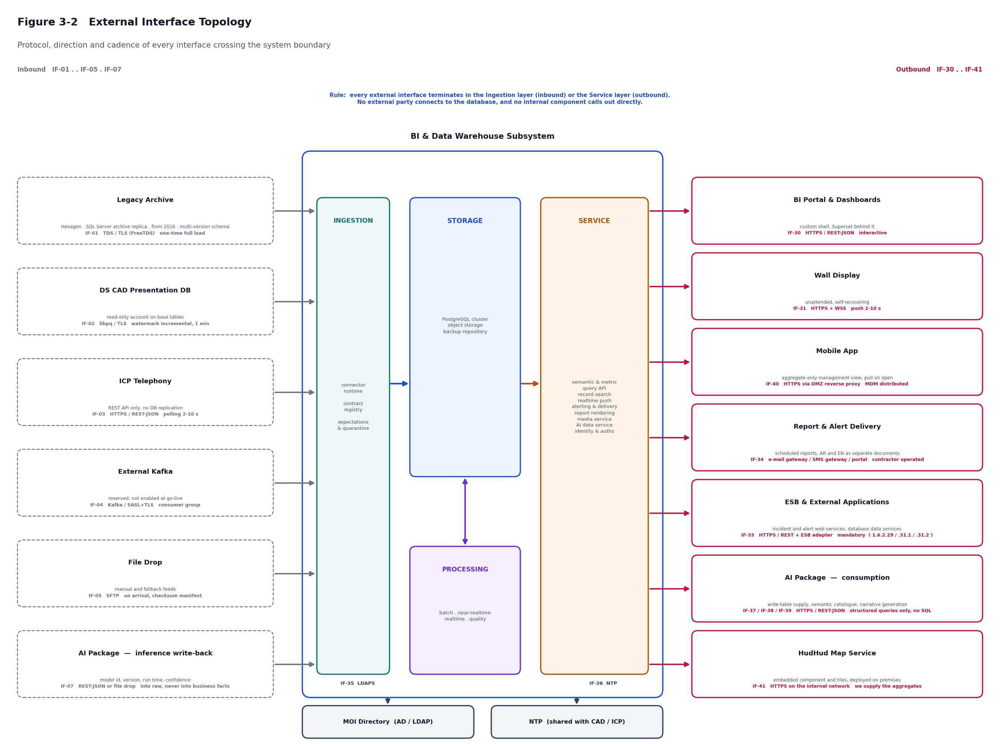 Figure 3-2   External Interface Topology
Protocol, direction and cadence of every interface crossing the system boundary
Inbound   IF-01 . . IF-05 . IF-07
Outbound   IF-30 . . IF-41
Rule:  every external interface terminates in the Ingestion layer (inbound) or the Service layer (outbound).
No external party connects to the database, and no internal component calls out directly.
BI & Data Warehouse Subsystem
Legacy Archive
Hexagon . SQL Server archive replica . from 2016 . multi-version schema
IF-01   TDS / TLS (FreeTDS)   one-time full load
DS CAD Presentation DB
read-only account on base tables
IF-02   libpq / TLS   watermark incremental, 1 min
ICP Telephony
REST API only, no DB replication
IF-03   HTTPS / REST-JSON   polling 2-10 s
External Kafka
reserved, not enabled at go-live
IF-04   Kafka / SASL+TLS   consumer group
File Drop
manual and fallback feeds
IF-05   SFTP   on arrival, checksum manifest
AI Package  —  inference write-back
model id, version, run time, confidence
IF-07   REST-JSON or file drop   into raw, never into business facts
INGESTION
connector
runtime
contract
registry
expectations
& quarantine
STORAGE
PostgreSQL cluster
object storage
backup repository
PROCESSING
batch . near-realtime
realtime . quality
SERVICE
semantic & metric
query API
record search
realtime push
alerting & delivery
report rendering
media service
AI data service
identity & authz
IF-35  LDAPS
IF-36  NTP
MOI Directory  (AD / LDAP)
NTP  (shared with CAD / ICP)
BI Portal & Dashboards
custom shell, Superset behind it
IF-30   HTTPS / REST-JSON   interactive
Wall Display
unattended, self-recovering
IF-31   HTTPS + WSS   push 2-10 s
Mobile App
aggregate-only management view, pull on open
IF-40   HTTPS via DMZ reverse proxy   MDM distributed
Report & Alert Delivery
scheduled reports, AR and EN as separate documents
IF-34   e-mail gateway / SMS gateway / portal   contractor operated
ESB & External Applications
incident and alert web services, database data services
IF-33   HTTPS / REST + ESB adapter   mandatory  ( 1.6.2.29 / .31.1 / .31.2 )
AI Package  —  consumption
wide-table supply, semantic catalogue, narrative generation
IF-37 / IF-38 / IF-39   HTTPS / REST-JSON   structured queries only, no SQL
HudHud Map Service
embedded component and tiles, deployed on premises
IF-41   HTTPS on the internal network   we supply the aggregates